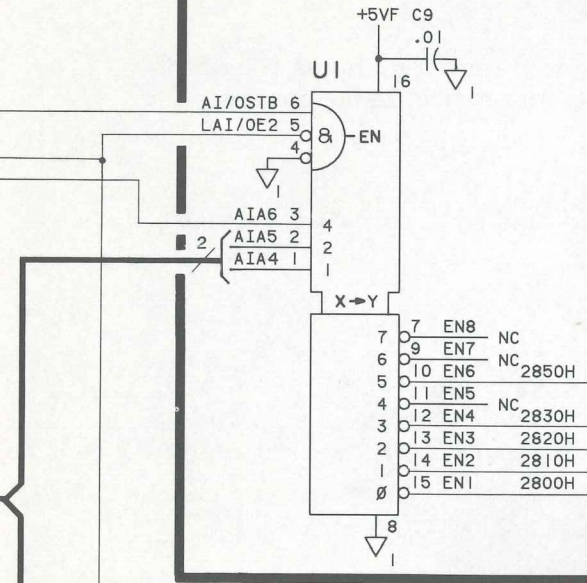 +5VF C9
.01
U1
16
1
AI/OSTB 6
LAI/OE2 5
4
& EN
1
AIA6 3 4
2 AIA5 2 2
AIA4 1 1
X→Y
7 7 EN8 NC
6 9 EN7 NC
5 10 EN6 2850H
4 11 EN5 NC
3 12 EN4 2830H
2 13 EN3 2820H
1 14 EN2 2810H
Ø 15 EN1 2800H
8
1